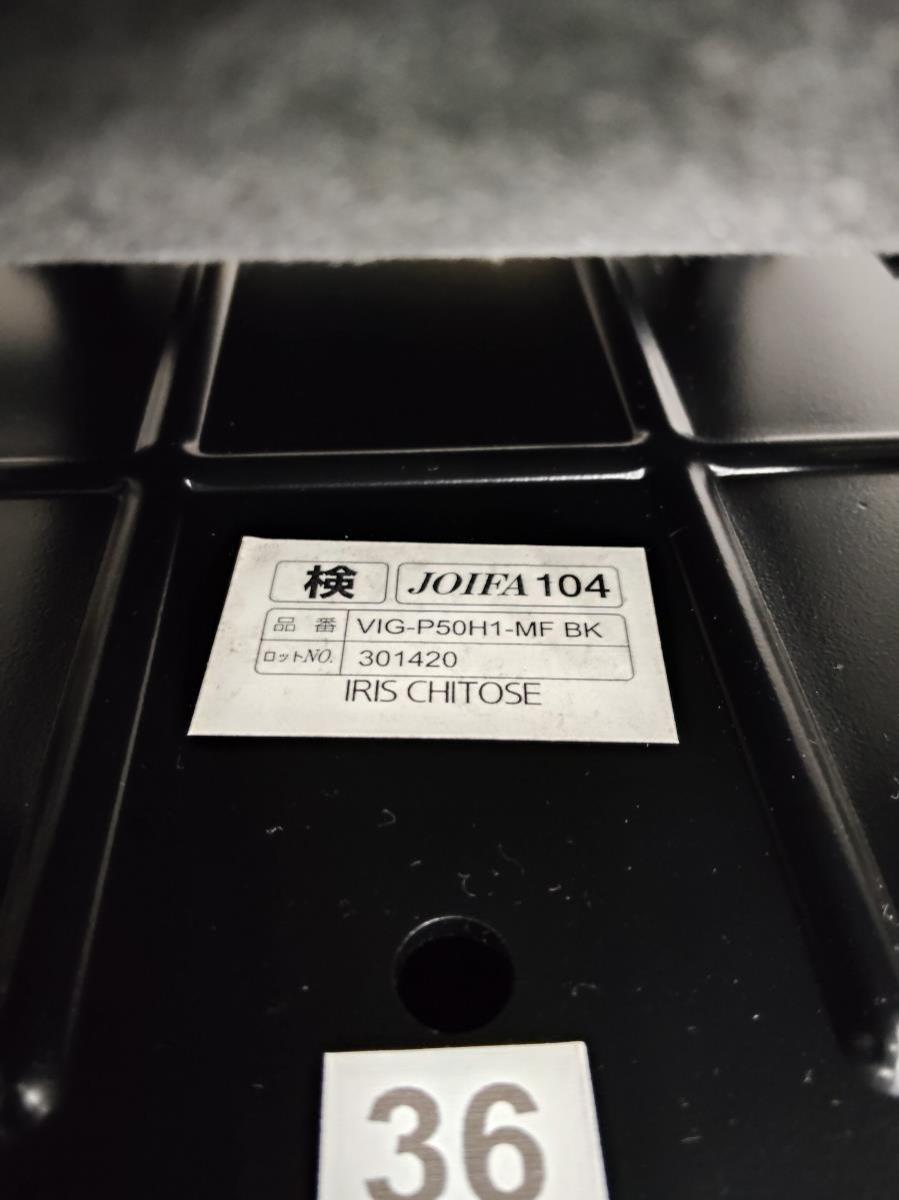 検 JOIFA 104
品番 VIG-P50H1-MF BK
ロットNO. 301420
IRIS CHITOSE
36